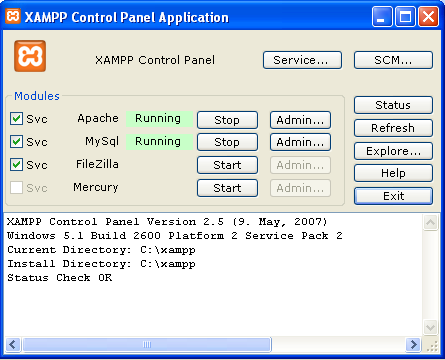 XAMPP Control Panel Application
XAMPP Control Panel
Service...
SCM...
Modules
Svc Apache Running Stop Admin...
Svc MySql Running Stop Admin...
Svc FileZilla Start Admin...
Svc Mercury Start Admin...
Status
Refresh
Explore...
Help
Exit
XAMPP Control Panel Version 2.5 (9. May, 2007)
Windows 5.1 Build 2600 Platform 2 Service Pack 2
Current Directory: C:\xampp
Install Directory: C:\xampp
Status Check OK